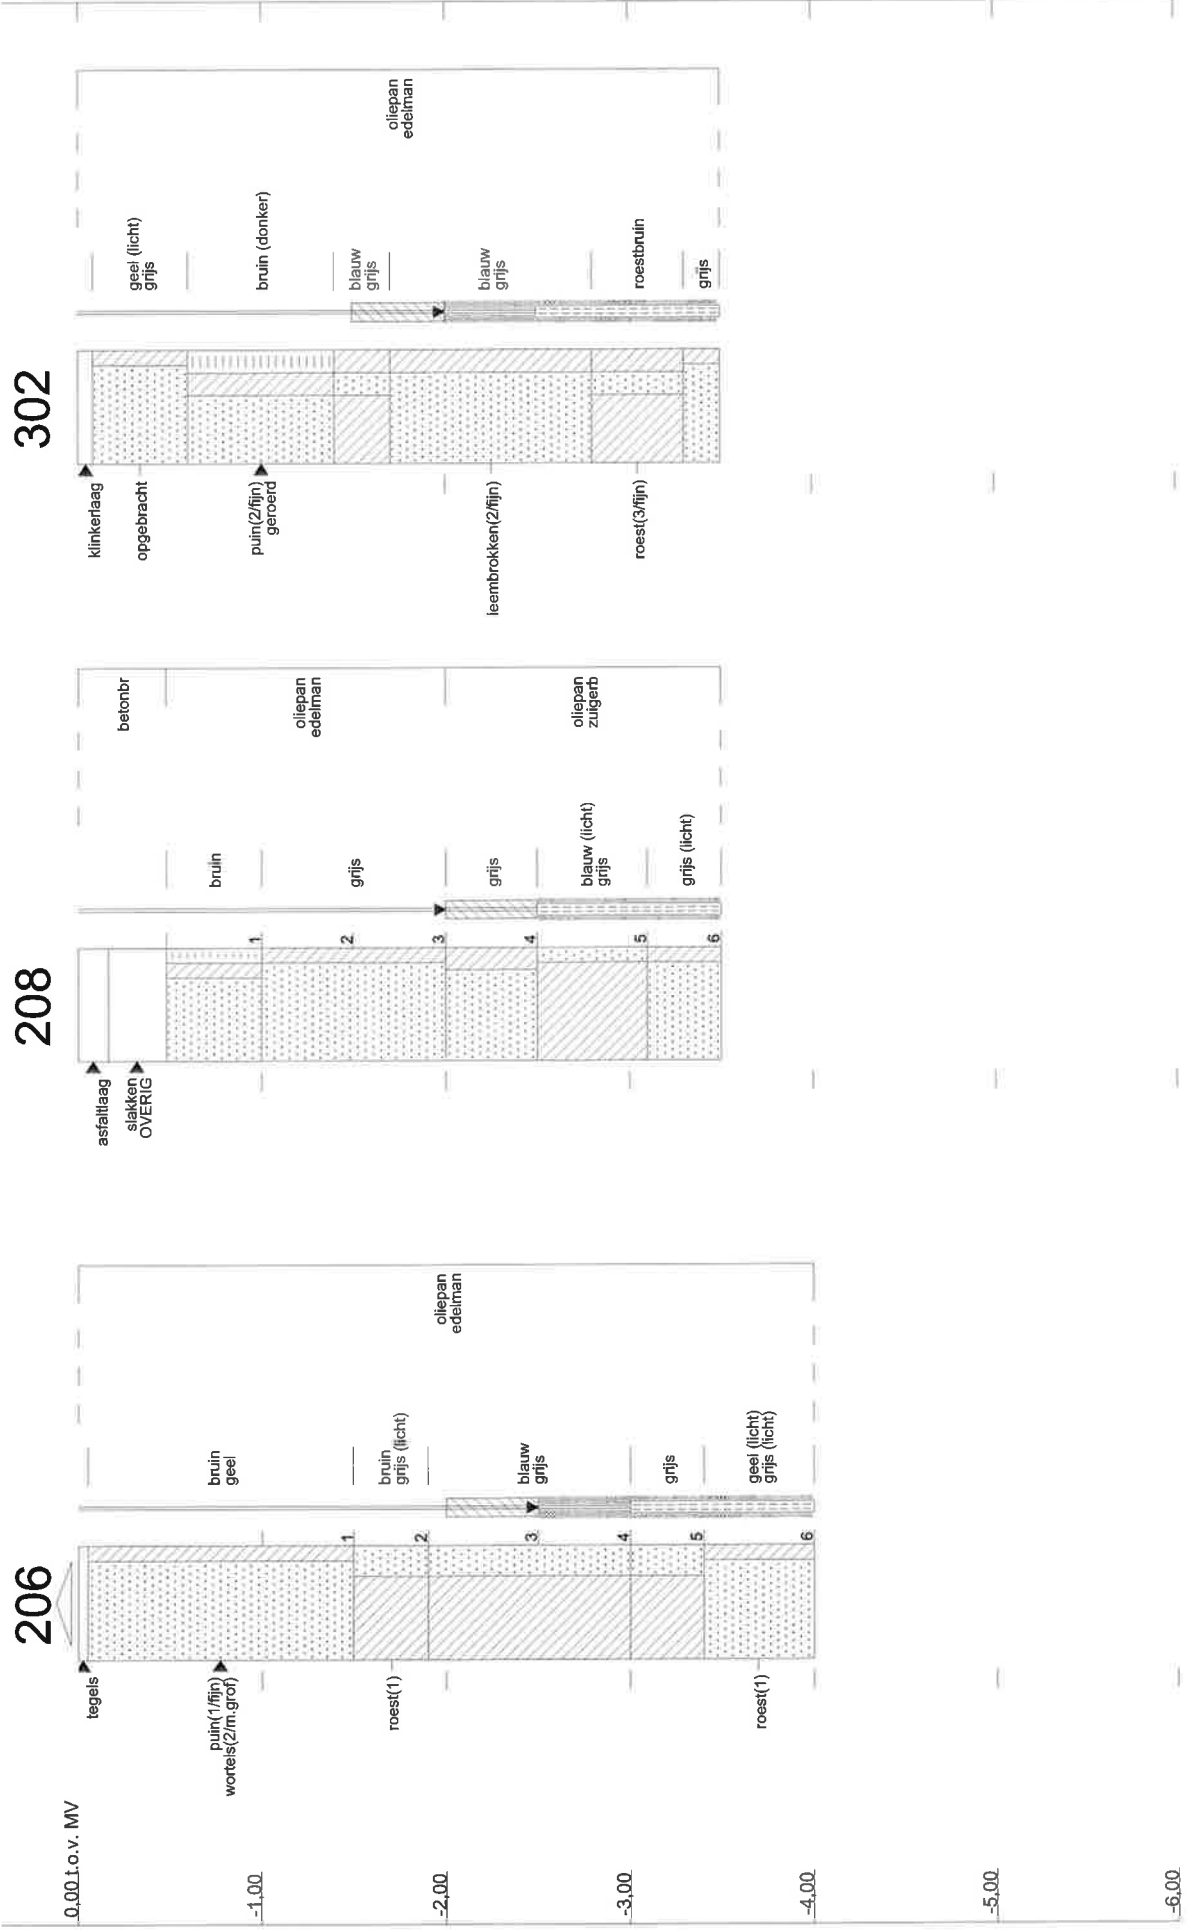 302
klinkerlaag
opgebracht
puin(2/fijn)
geroerd
leembrokken(2/fijn)
roest(3/fijn)
geel (licht)
grijs
bruin (donker)
blauw
grijs
blauw
grijs
roestbruin
grijs
oliepan
edelman
208
asfaltlaag
slakken
OVERIG
1
2
3
4
5
6
bruin
grijs
grijs
blauw (licht)
grijs
grijs (licht)
betonbr
oliepan
edelman
oliepan
zuigerb
206
tegels
puin(1/fijn)
wortels(2/m.grof)
roest(1)
roest(1)
1
2
3
4
5
6
bruin
geel
bruin
grijs (licht)
blauw
grijs
grijs
geel (licht)
grijs (licht)
oliepan
edelman
0,00 t.o.v. MV
-1,00
-2,00
-3,00
-4,00
-5,00
-6,00